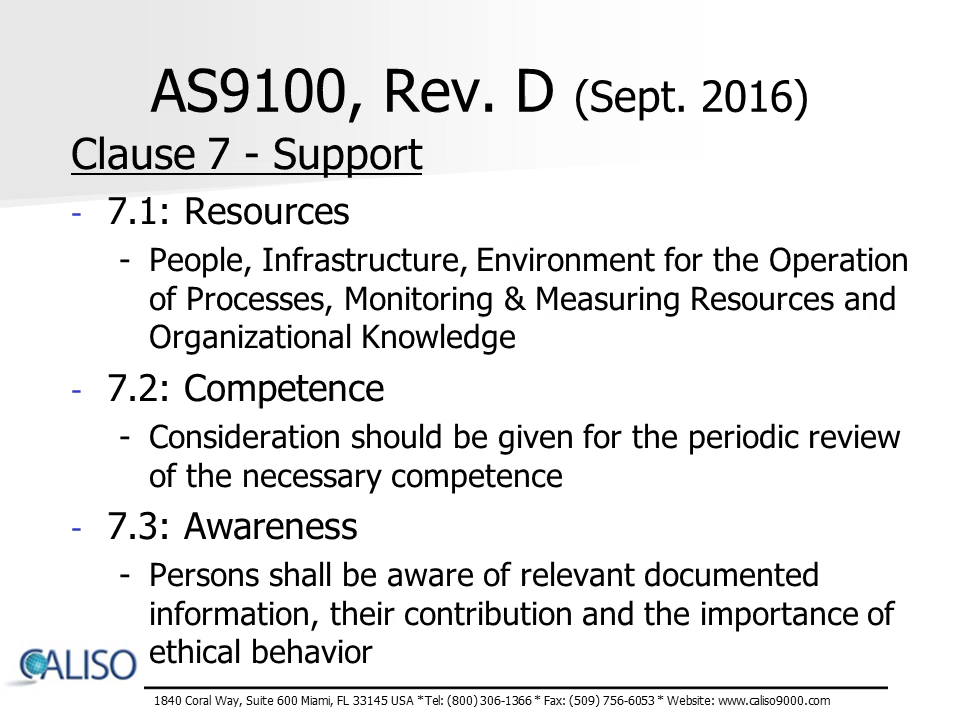 AS9100, Rev. D (Sept. 2016)
Clause 7 - Support
- 7.1: Resources
- People, Infrastructure, Environment for the Operation
of Processes, Monitoring & Measuring Resources and
Organizational Knowledge
- 7.2: Competence
- Consideration should be given for the periodic review
of the necessary competence
- 7.3: Awareness
- Persons shall be aware of relevant documented
information, their contribution and the importance of
ethical behavior
CALISO
1840 Coral Way, Suite 600 Miami, FL 33145 USA *Tel: (800) 306-1366 * Fax: (509) 756-6053 * Website: www.caliso9000.com